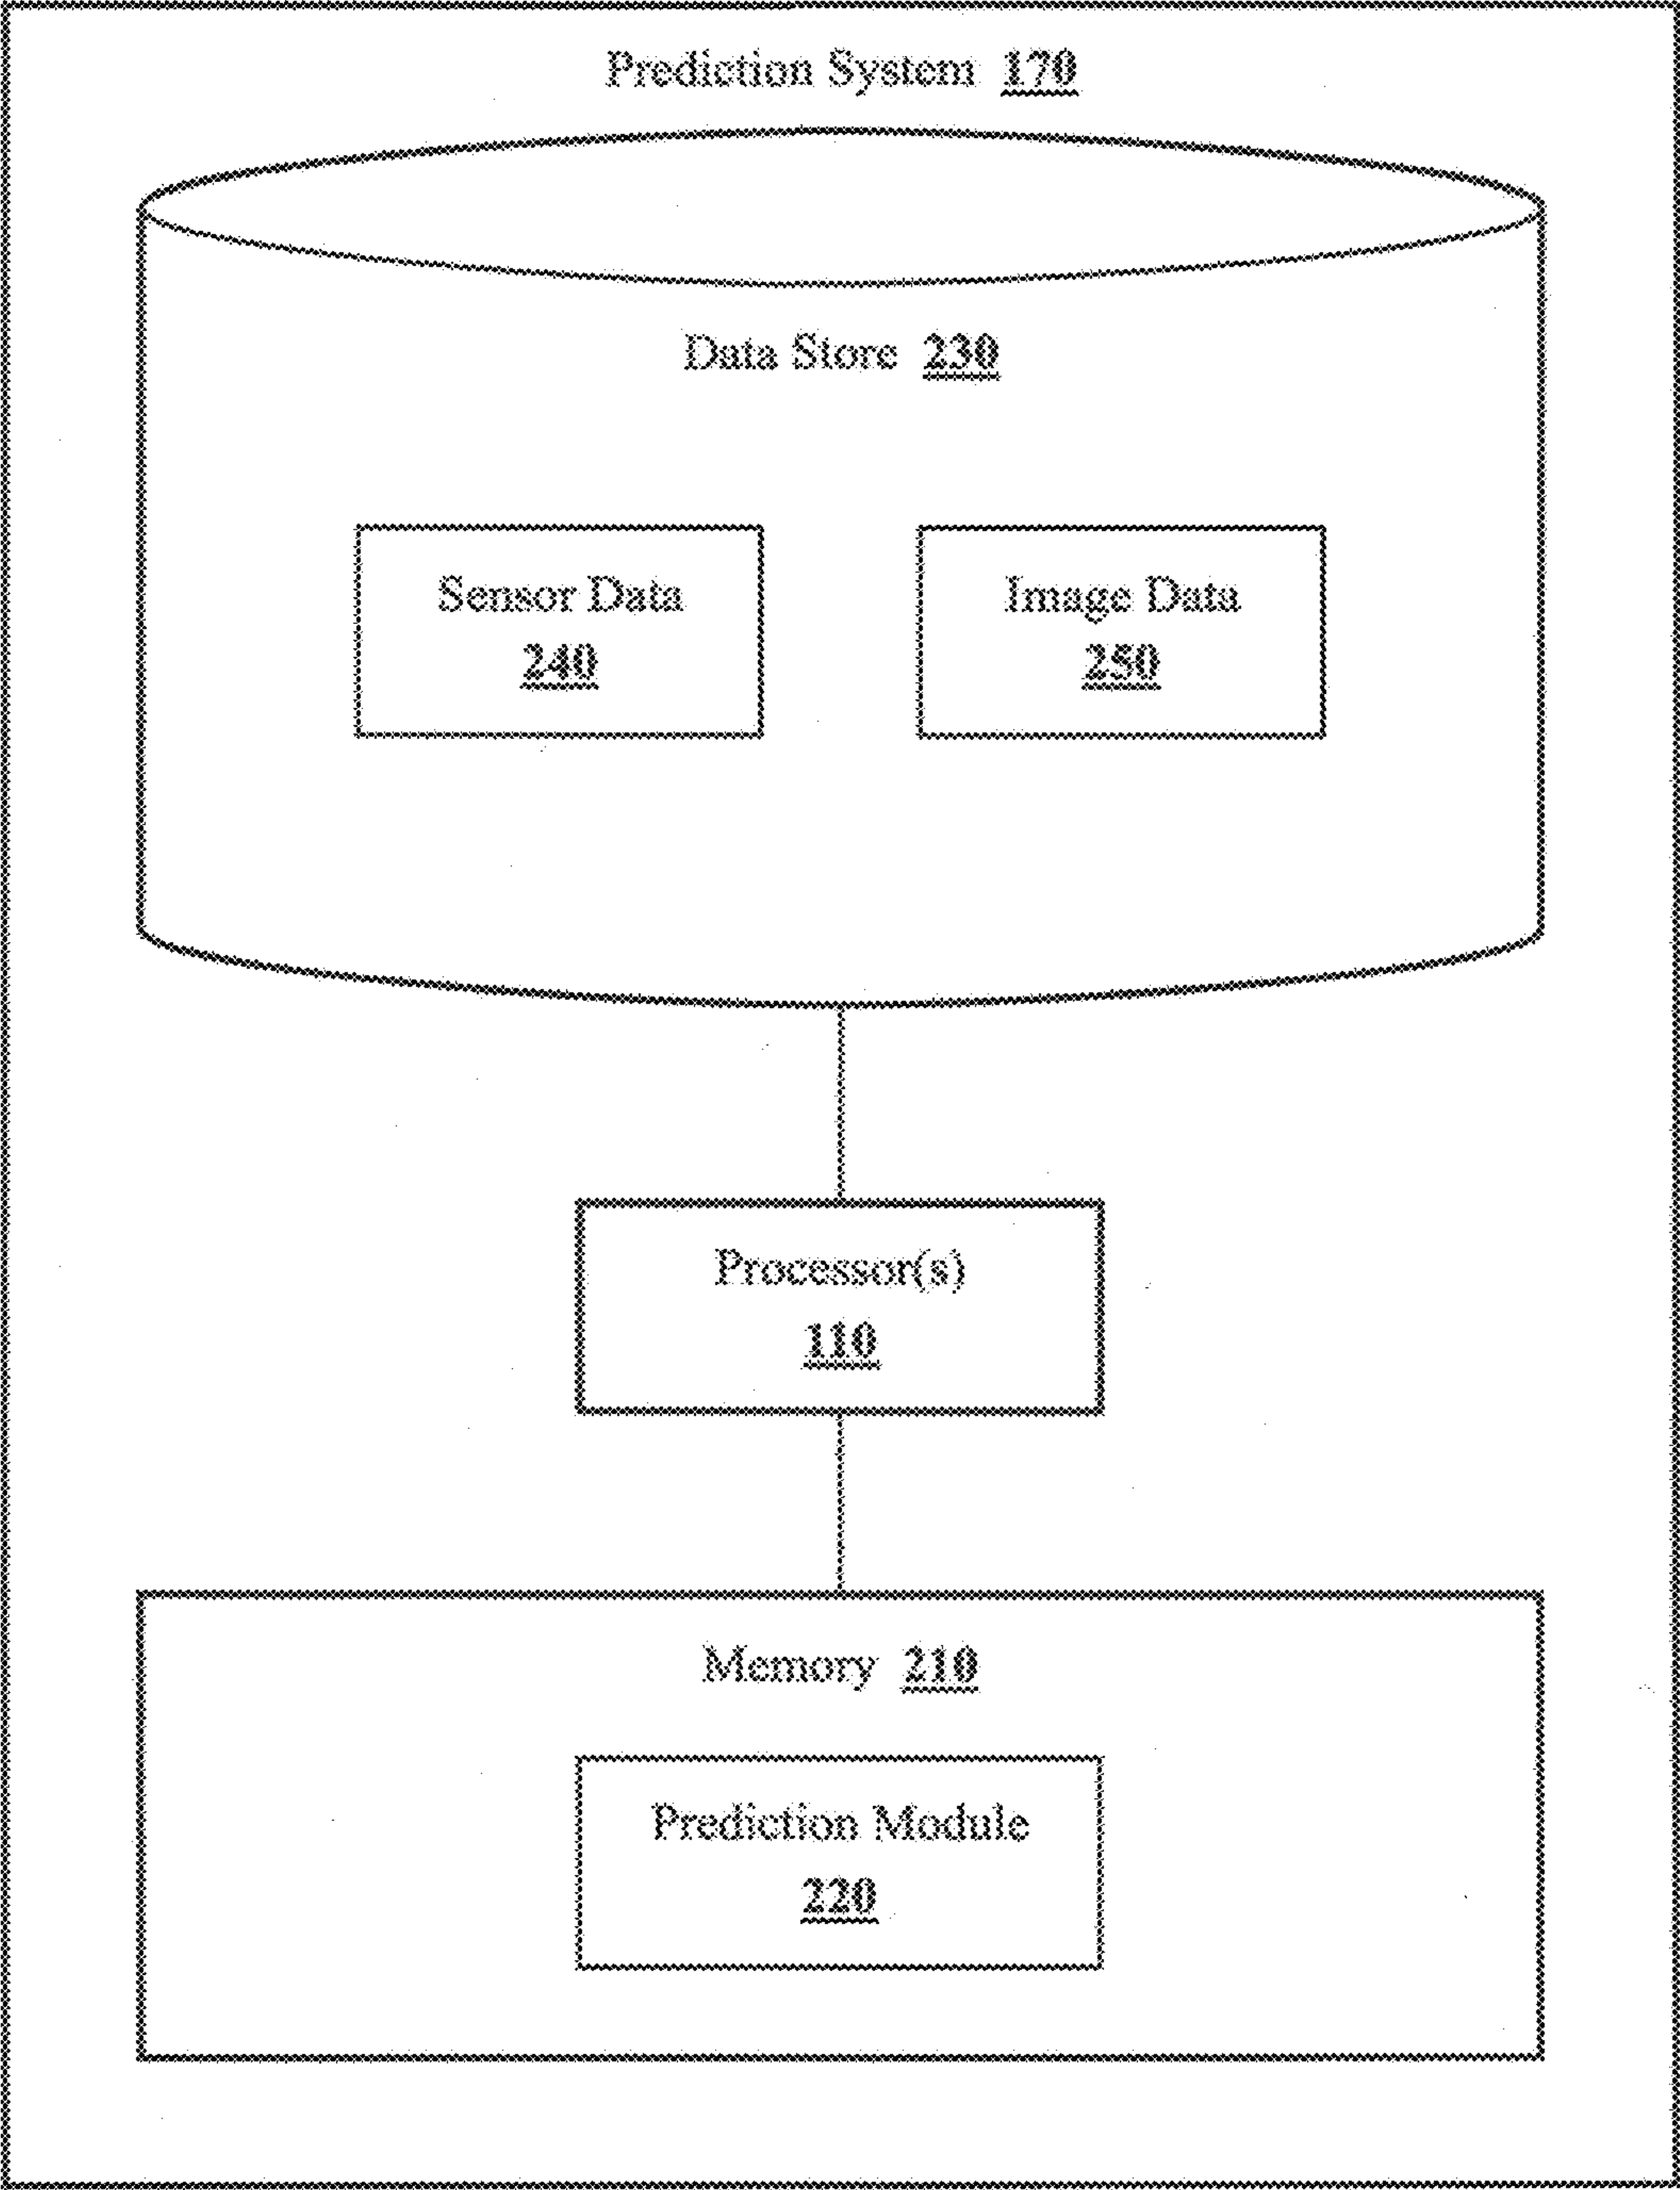 Prediction System 170
Data Store 230
Sensor Data
240
Image Data
250
Processor(s)
110
Memory 210
Prediction Module
220